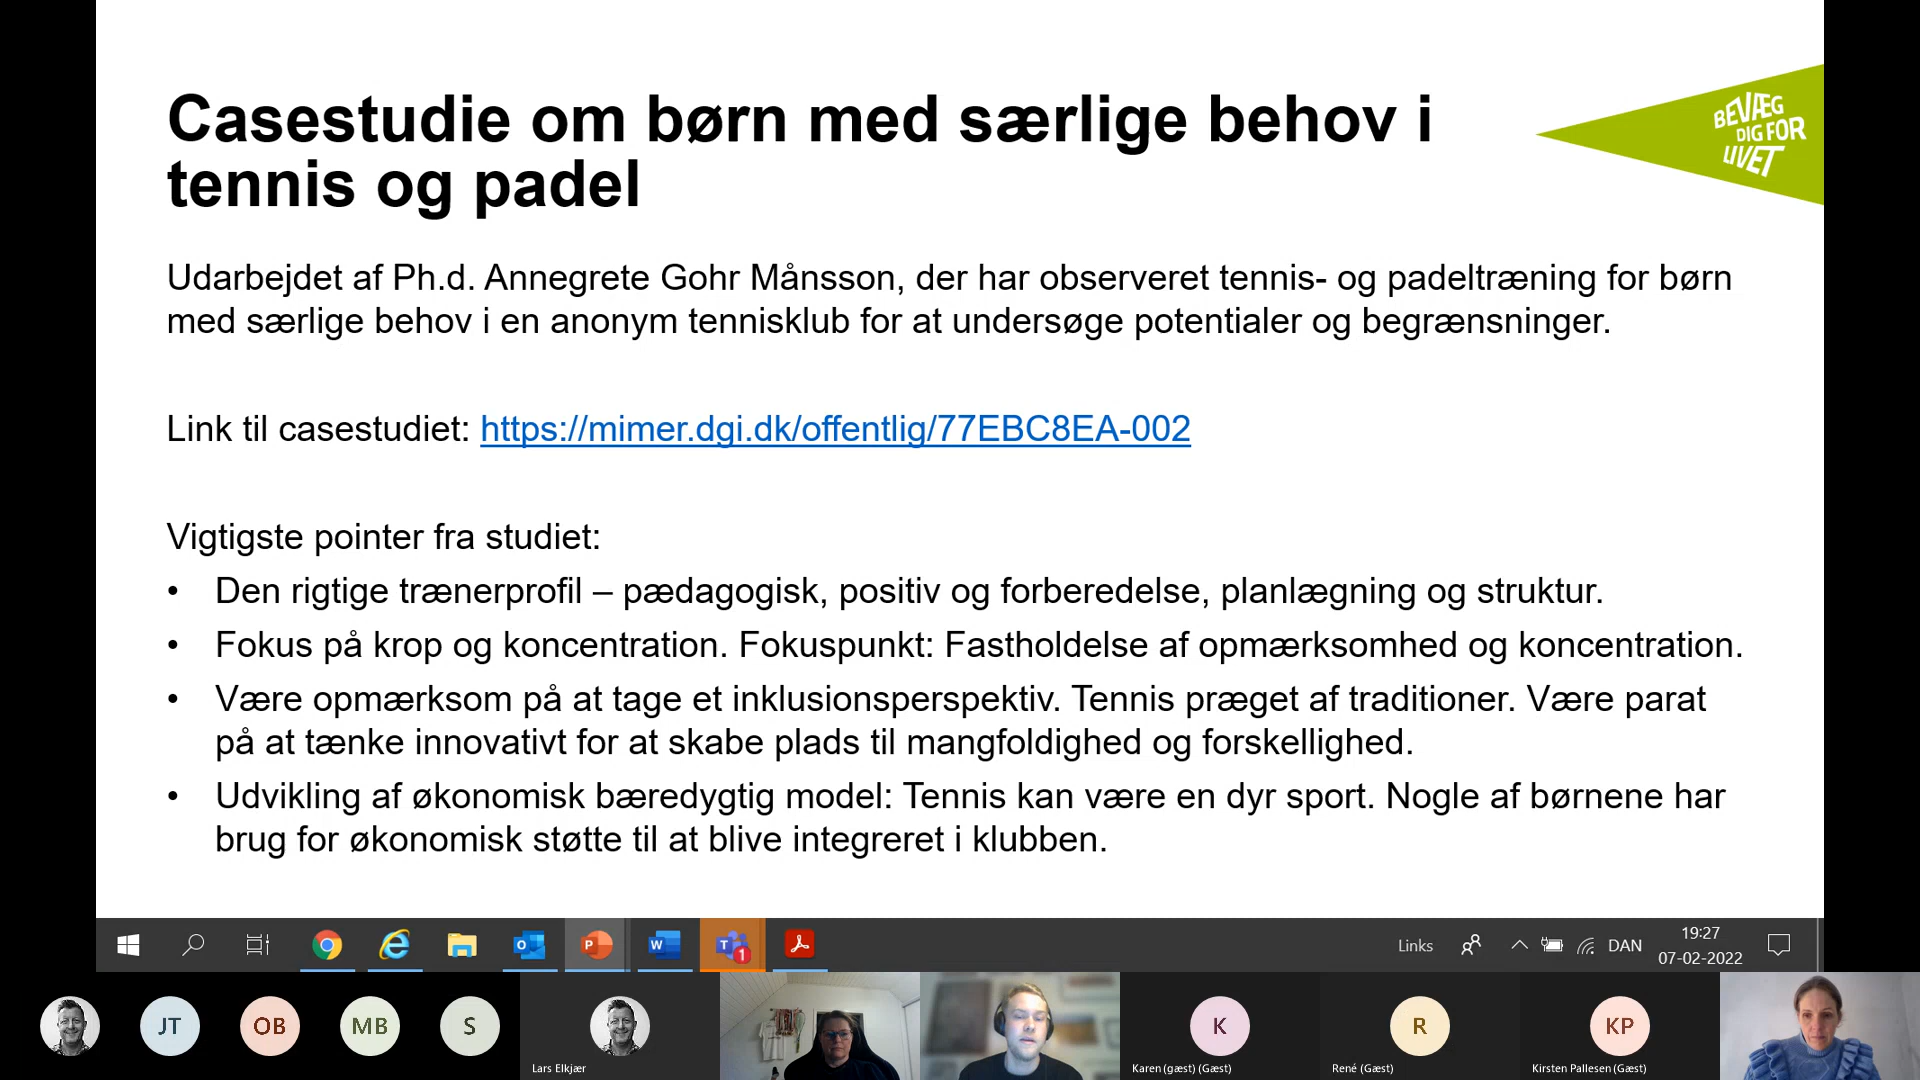 Casestudie om børn med særlige behov i
tennis og padel
BEVÆG
DIG FOR
LIVET
Udarbejdet af Ph.d. Annegrete Gohr Månsson, der har observeret tennis- og padeltræning for børn
med særlige behov i en anonym tennisklub for at undersøge potentialer og begrænsninger.
Link til casestudiet: https://mimer.dgi.dk/offentlig/77EBC8EA-002
Vigtigste pointer fra studiet:
• Den rigtige trænerprofil – pædagogisk, positiv og forberedelse, planlægning og struktur.
• Fokus på krop og koncentration. Fokuspunkt: Fastholdelse af opmærksomhed og koncentration.
• Være opmærksom på at tage et inklusionsperspektiv. Tennis præget af traditioner. Være parat
på at tænke innovativt for at skabe plads til mangfoldighed og forskellighed.
• Udvikling af økonomisk bæredygtig model: Tennis kan være en dyr sport. Nogle af børnene har
brug for økonomisk støtte til at blive integreret i klubben.
Links
DAN
19:27
07-02-2022
JT
OB
MB
S
Lars Elkjær
K
Karen (gæst) (Gæst)
R
René (Gæst)
KP
Kirsten Pallesen (Gæst)